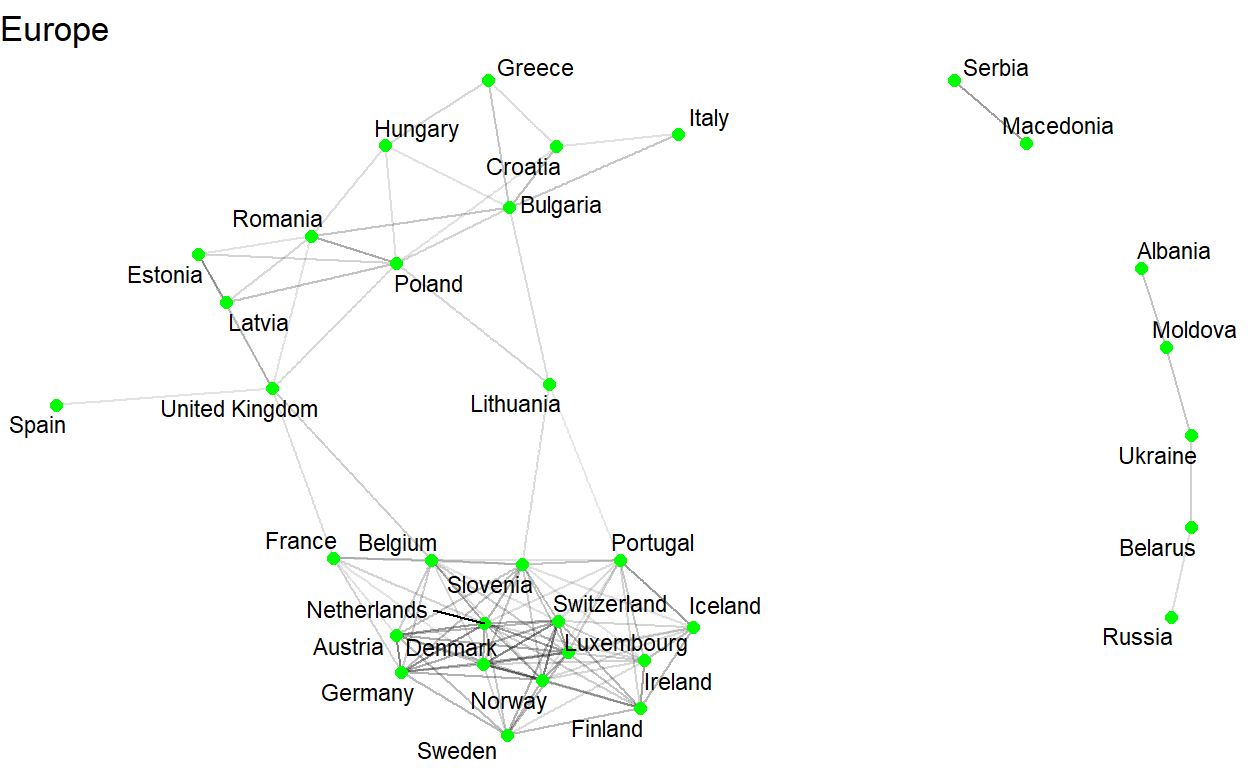 Europe
Greece
Serbia
Italy
Hungary
Macedonia
Croatia
Bulgaria
Romania
Albania
Estonia
Poland
Latvia
Moldova
United Kingdom
Lithuania
Spain
Ukraine
France
Belgium
Portugal
Belarus
Slovenia
Netherlands
Switzerland
Iceland
Austria
Denmark
Luxembourg
Russia
Germany
Norway
Ireland
Finland
Sweden